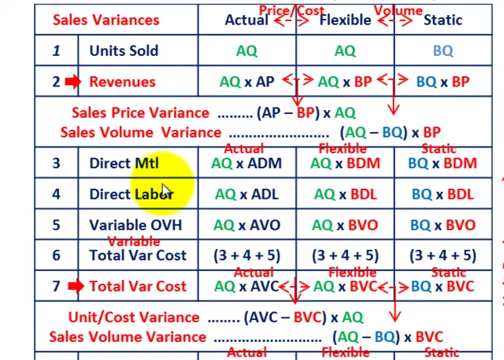 Price/Cost Volume
Sales Variances Actual Flexible Static
1 Units Sold AQ AQ BQ
2 Revenues AQ x AP AQ x BP BQ x BP
Sales Price Variance ......... (AP – BP) x AQ
Sales Volume Variance .......................... (AQ – BQ) x BP
Actual Flexible Static
3 Direct Mtl AQ x ADM AQ x BDM BQ x BDM
4 Direct Labor AQ x ADL AQ x BDL BQ x BDL
5 Variable OVH AQ x AVO AQ x BVO BQ x BVO
Variable
6 Total Var Cost (3 + 4 + 5) (3 + 4 + 5) (3 + 4 + 5)
Actual Flexible Static
7 Total Var Cost AQ x AVC AQ x BVC BQ x BVC
Unit/Cost Variance ........ (AVC – BVC) x AQ
Sales Volume Variance ............................ (AQ – BQ) x BVC
Actual Flexible Static